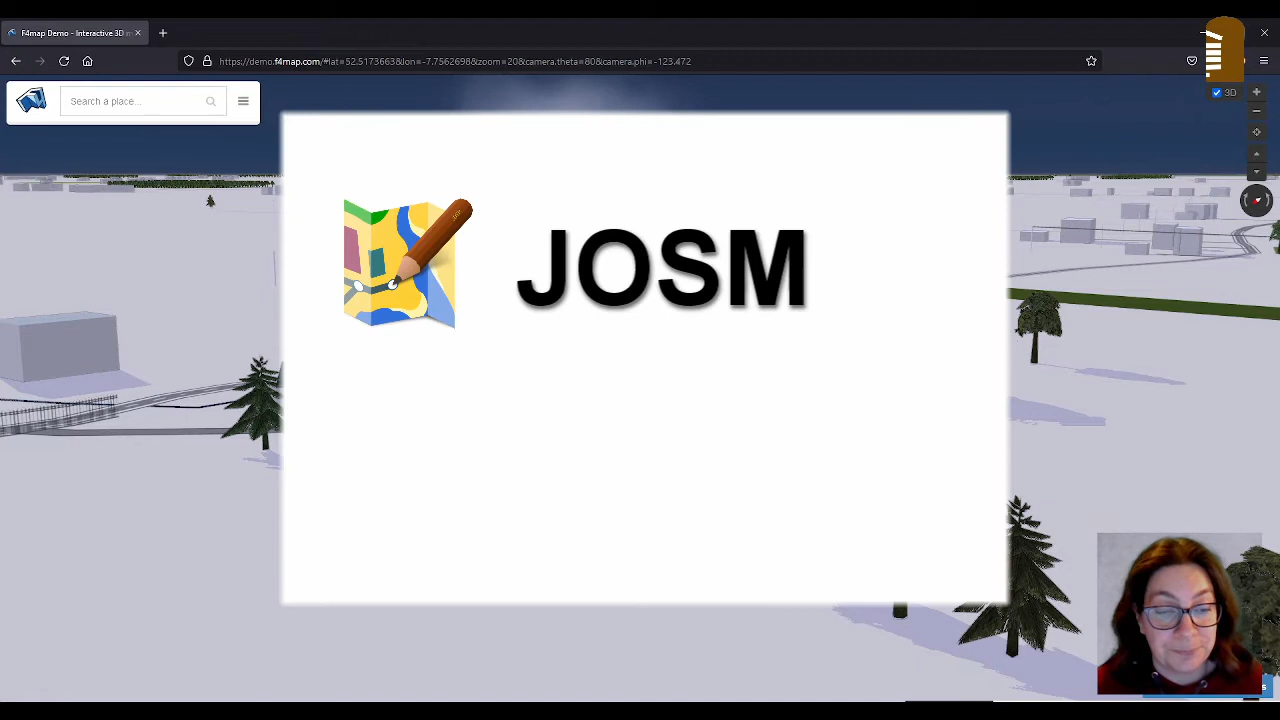 F4map Demo - Interactive 3D m
https://demo.f4map.com/#lat=52.5173663&lon=-7.7562698&zoom=20&camera.theta=80&camera.phi=-123.472
Search a place...
3D
JOSM